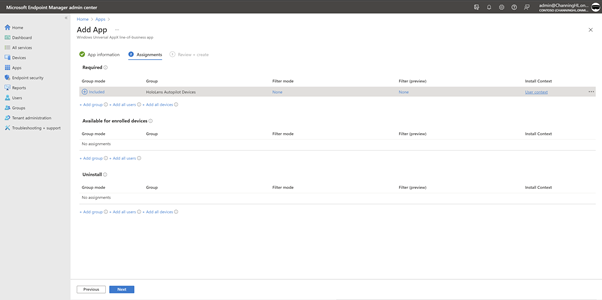 Microsoft Endpoint Manager admin center
admin@ChanningHL.on...
Home > Apps >
Add App ...
Windows Universal AppX line-of-business app
Home
Dashboard
All services
Devices
Apps
Endpoint security
Reports
Users
Groups
Tenant administration
Troubleshooting + support
App information
Assignments
3 Review + create
Required
Group mode Group Filter mode Filter (preview) Install Context
Included HoloLens Autopilot Devices None None User context ...
+ Add group + Add all users + Add all devices
Available for enrolled devices
Group mode Group Filter mode Filter (preview) Install Context
No assignments
+ Add group + Add all users
Uninstall
Group mode Group Filter mode Filter (preview) Install Context
No assignments
+ Add group + Add all users + Add all devices
Previous Next